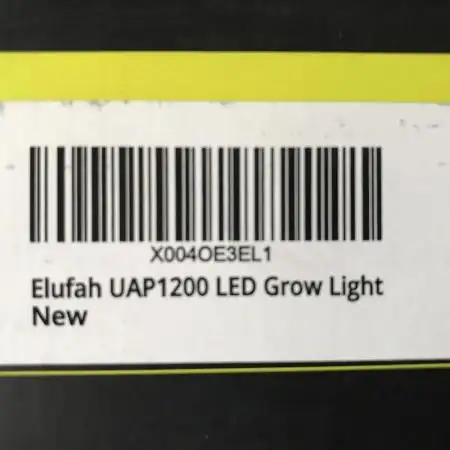 X004OE3EL1
Elufah UAP1200 LED Grow Light
New